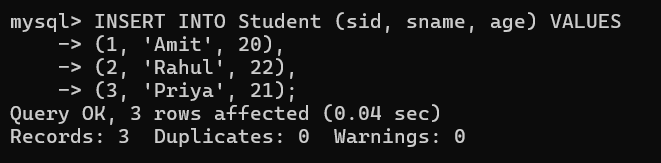 mysql> INSERT INTO Student (sid, sname, age) VALUES
    -> (1, 'Amit', 20),
    -> (2, 'Rahul', 22),
    -> (3, 'Priya', 21);
Query OK, 3 rows affected (0.04 sec)
Records: 3  Duplicates: 0  Warnings: 0